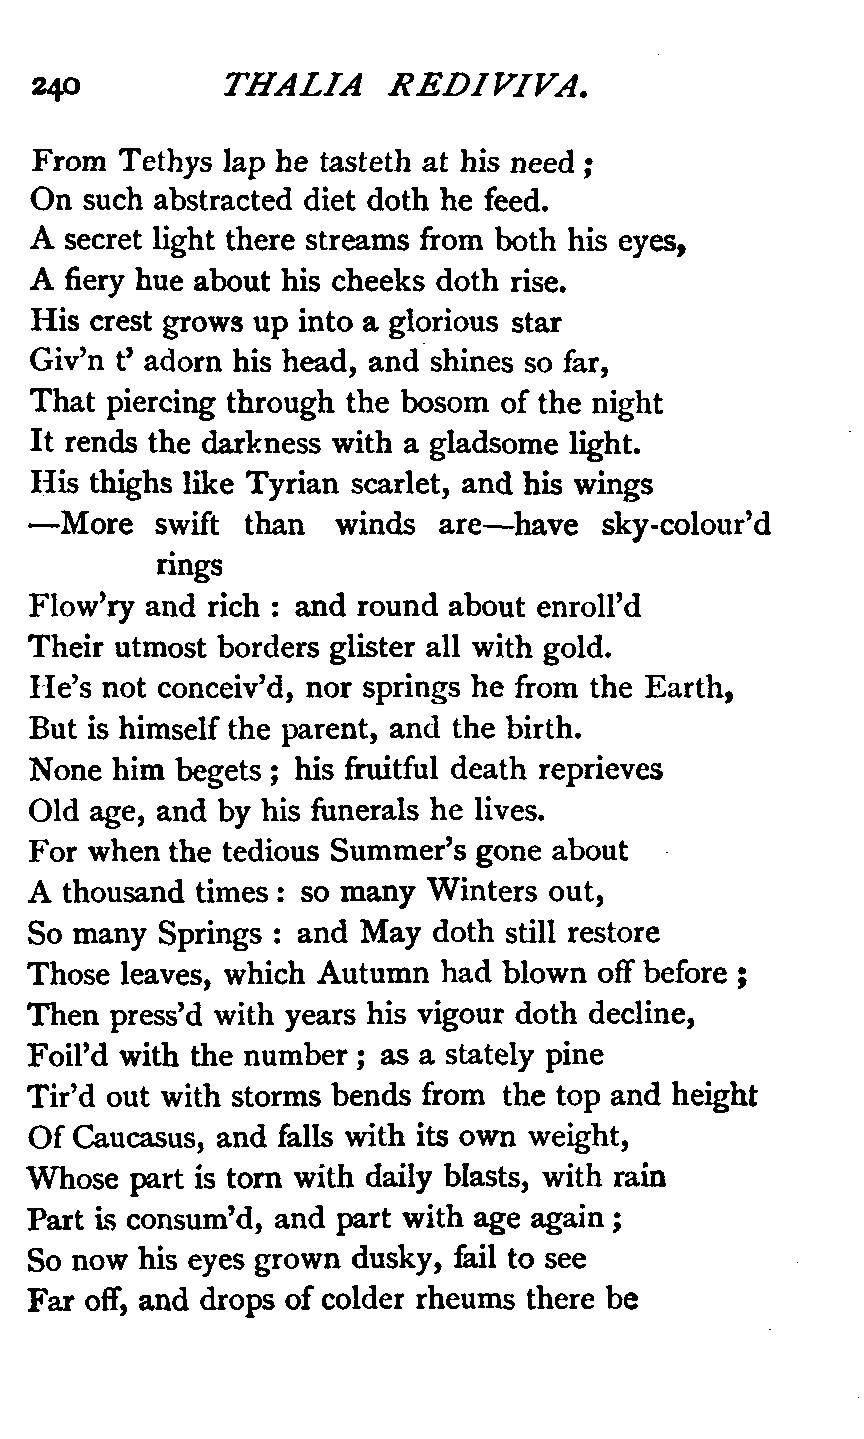 240 THALIA REDIVIVA.
From Tethys lap he tasteth at his need ;
On such abstracted diet doth he feed.
A secret light there streams from both his eyes,
A fiery hue about his cheeks doth rise.
His crest grows up into a glorious star
Giv'n t' adorn his head, and shines so far,
That piercing through the bosom of the night
It rends the darkness with a gladsome light.
His thighs like Tyrian scarlet, and his wings
—More swift than winds are—have sky-colour'd
rings
Flow'ry and rich : and round about enroll'd
Their utmost borders glister all with gold.
He's not conceiv'd, nor springs he from the Earth,
But is himself the parent, and the birth.
None him begets ; his fruitful death reprieves
Old age, and by his funerals he lives.
For when the tedious Summer's gone about
A thousand times : so many Winters out,
So many Springs : and May doth still restore
Those leaves, which Autumn had blown off before ;
Then press'd with years his vigour doth decline,
Foil'd with the number ; as a stately pine
Tir'd out with storms bends from the top and height
Of Caucasus, and falls with its own weight,
Whose part is torn with daily blasts, with rain
Part is consum'd, and part with age again ;
So now his eyes grown dusky, fail to see
Far off, and drops of colder rheums there be